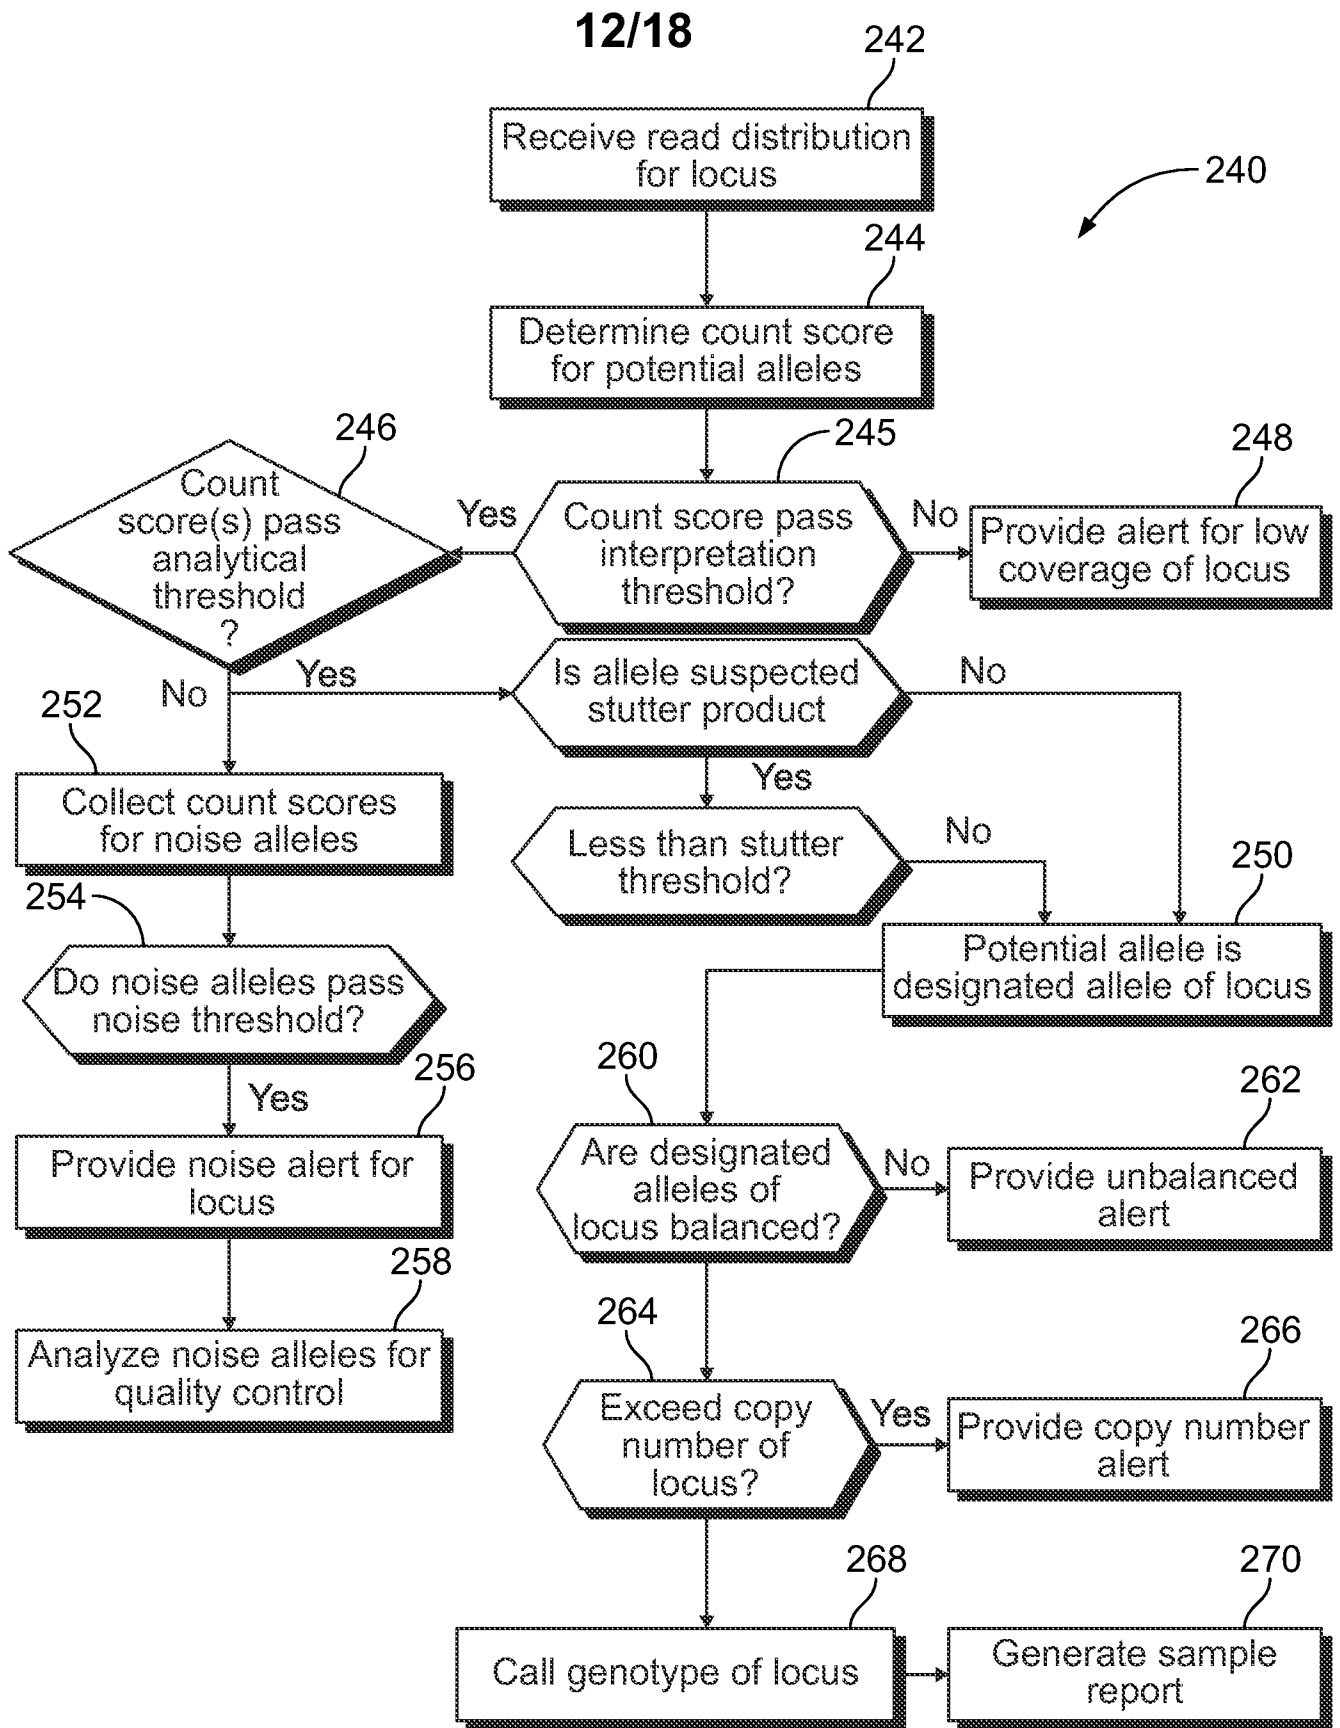 12/18
242
Receive read distribution
for locus
240
244
Determine count score
for potential alleles
246
245
248
Count
score(s) pass
analytical
threshold
?
Yes
Count score pass
interpretation
threshold?
No
Provide alert for low
coverage of locus
No
Yes
Is allele suspected
stutter product
No
252
Yes
Collect count scores
for noise alleles
Less than stutter
threshold?
No
250
254
Potential allele is
designated allele of locus
Do noise alleles pass
noise threshold?
260
256
262
Yes
Are designated
alleles of
locus balanced?
No
Provide unbalanced
alert
Provide noise alert for
locus
258
264
266
Analyze noise alleles for
quality control
Exceed copy
number of
locus?
Yes
Provide copy number
alert
268
270
Call genotype of locus
Generate sample
report